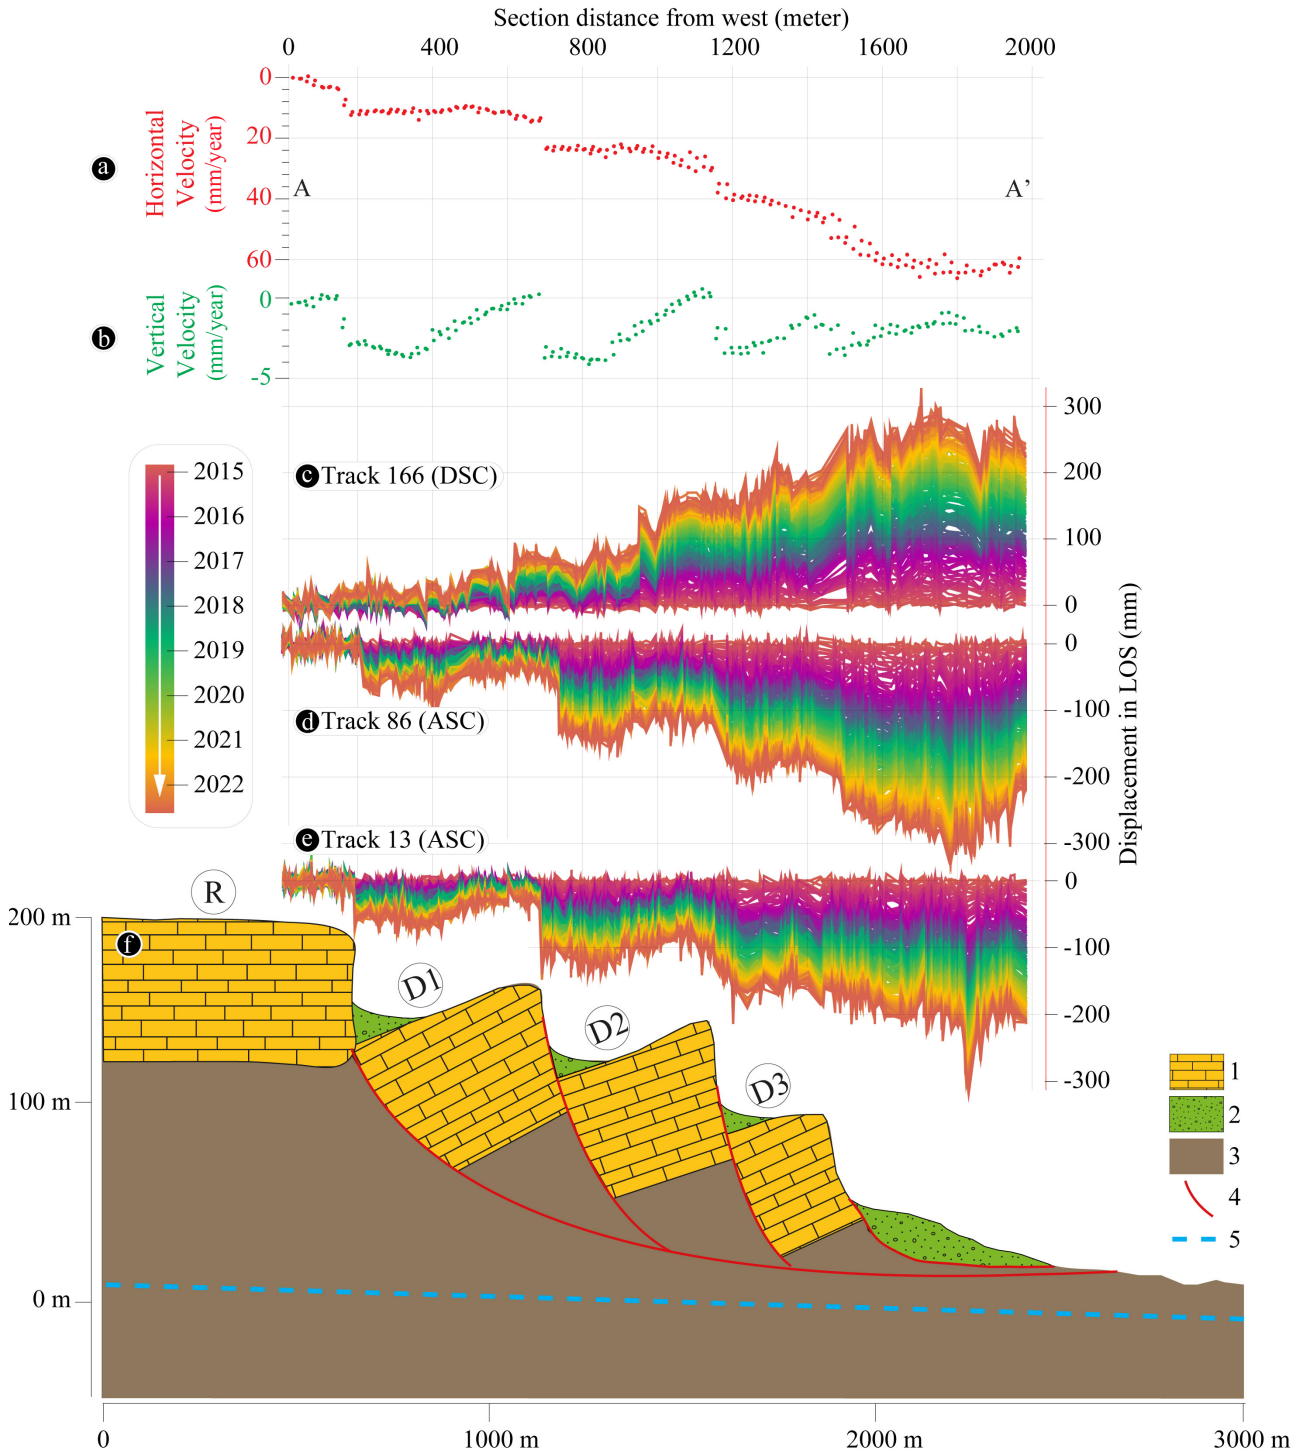 Section distance from west (meter)
0 400 800 1200 1600 2000
a
Horizontal
Velocity
(mm/year)
0
20
40
60
A
A’
b
Vertical
Velocity
(mm/year)
0
-5
2015
2016
2017
2018
2019
2020
2021
2022
c Track 166 (DSC)
300
200
100
0
d Track 86 (ASC)
0
-100
-200
-300
e Track 13 (ASC)
0
-100
-200
-300
Displacement in LOS (mm)
f
R
D1
D2
D3
200 m
100 m
0 m
1
2
3
4
5
0 1000 m 2000 m 3000 m